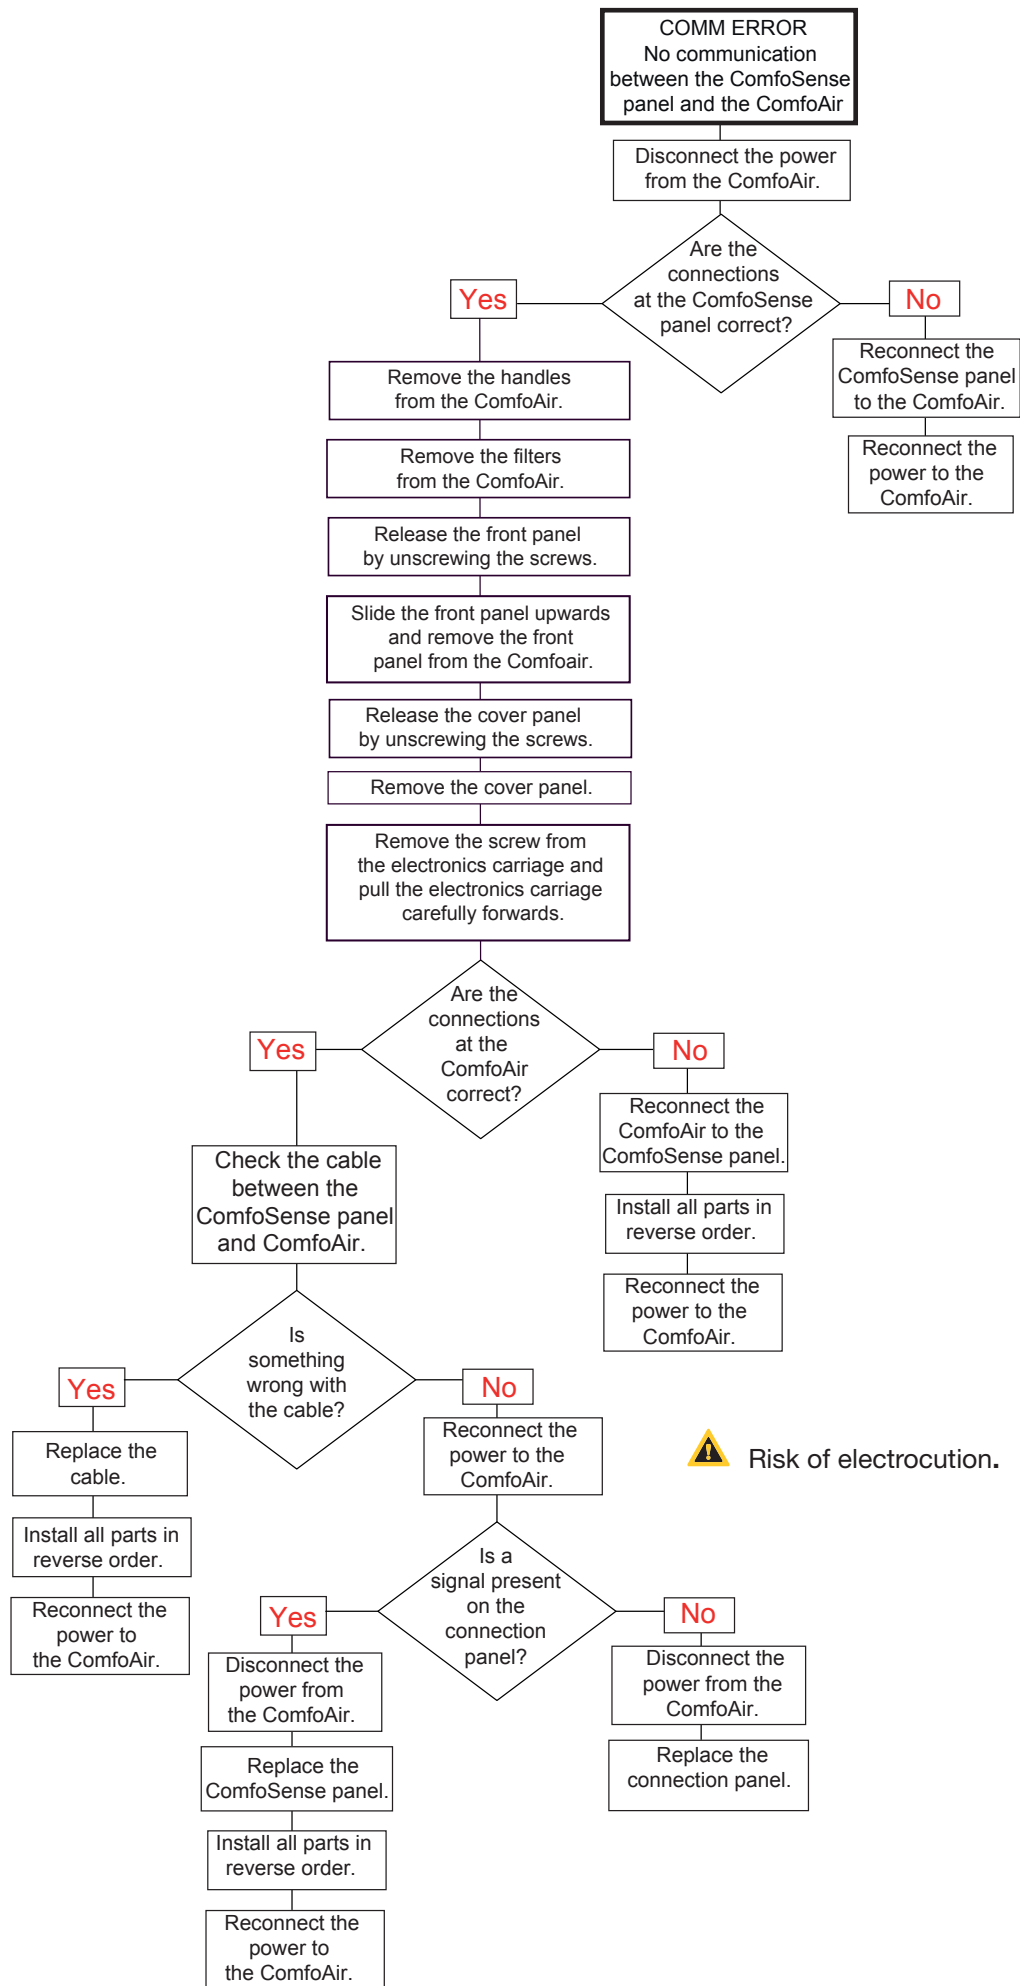 COMM ERROR
No communication
between the ComfoSense
panel and the ComfoAir
Disconnect the power
from the ComfoAir.
Are the
connections
at the ComfoSense
panel correct?
Yes
No
Reconnect the
ComfoSense panel
to the ComfoAir.
Reconnect the
power to the
ComfoAir.
Remove the handles
from the ComfoAir.
Remove the filters
from the ComfoAir.
Release the front panel
by unscrewing the screws.
Slide the front panel upwards
and remove the front
panel from the Comfoair.
Release the cover panel
by unscrewing the screws.
Remove the cover panel.
Remove the screw from
the electronics carriage and
pull the electronics carriage
carefully forwards.
Are the
connections
at the
ComfoAir
correct?
Yes
No
Reconnect the
ComfoAir to the
ComfoSense panel.
Install all parts in
reverse order.
Reconnect the
power to the
ComfoAir.
Check the cable
between the
ComfoSense panel
and ComfoAir.
Is
something
wrong with
the cable?
Yes
No
Replace the
cable.
Install all parts in
reverse order.
Reconnect the
power to
the ComfoAir.
Reconnect the
power to the
ComfoAir.
Risk of electrocution.
Is a
signal present
on the
connection
panel?
Yes
No
Disconnect the
power from
the ComfoAir.
Replace the
ComfoSense panel.
Install all parts in
reverse order.
Reconnect the
power to
the ComfoAir.
Disconnect the
power from the
ComfoAir.
Replace the
connection panel.